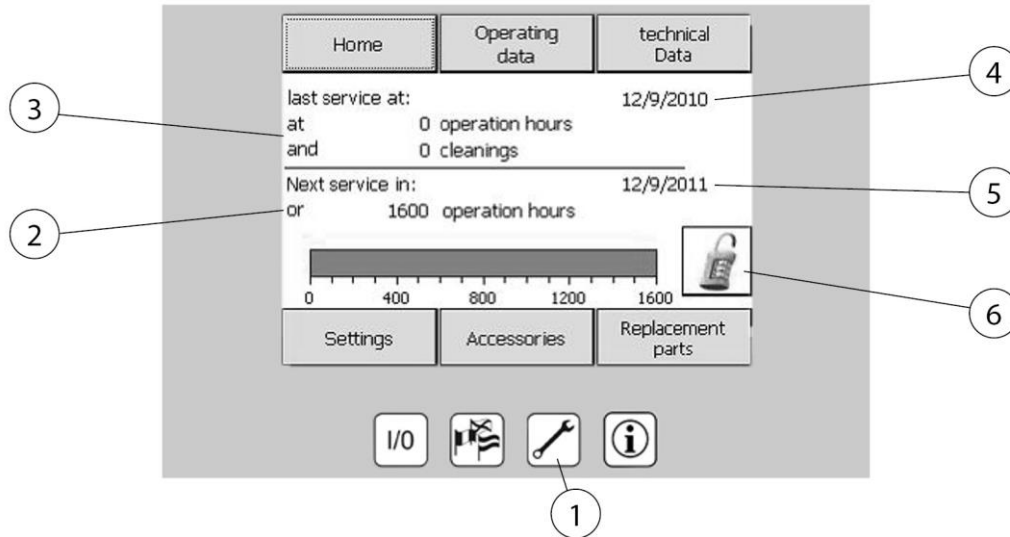 Home
Operating
data
technical
Data
last service at:
12/9/2010
at 0 operation hours
and 0 cleanings
Next service in:
12/9/2011
or 1600 operation hours
0 400 800 1200 1600
Settings
Accessories
Replacement
parts
I/0
i
1
2
3
4
5
6